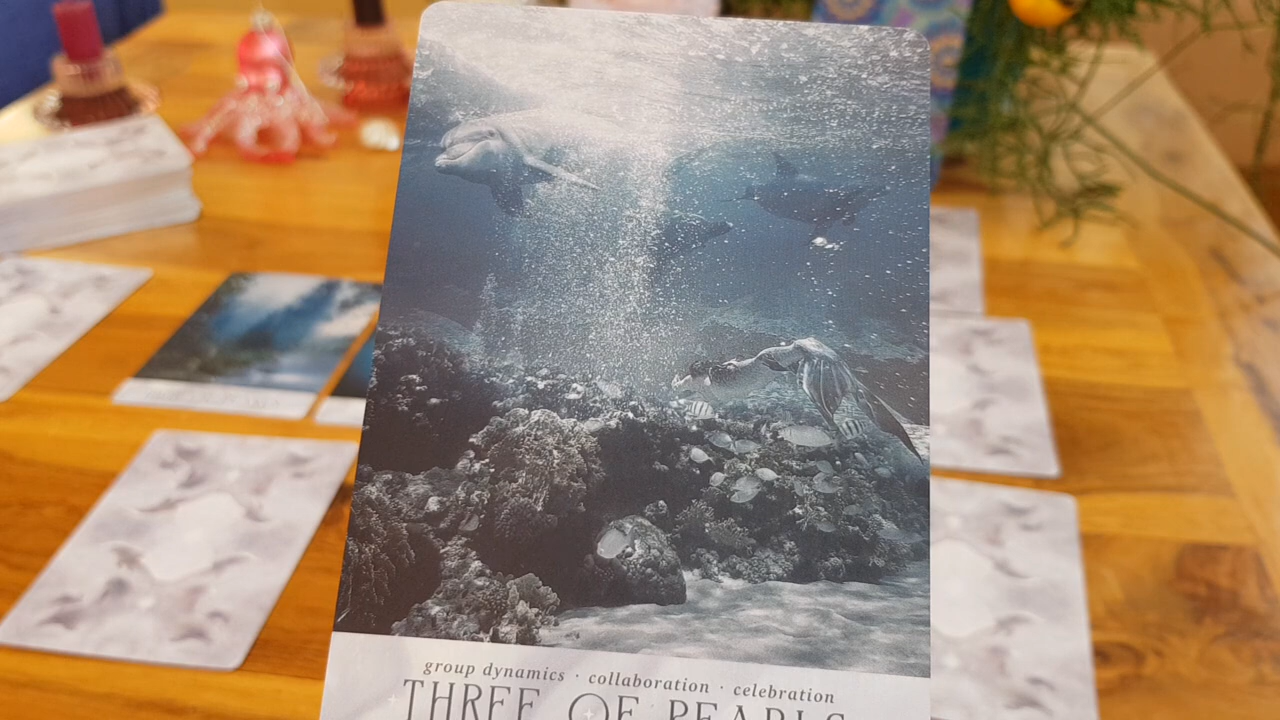 group dynamics · collaboration · celebration
THREE OF PEARLS